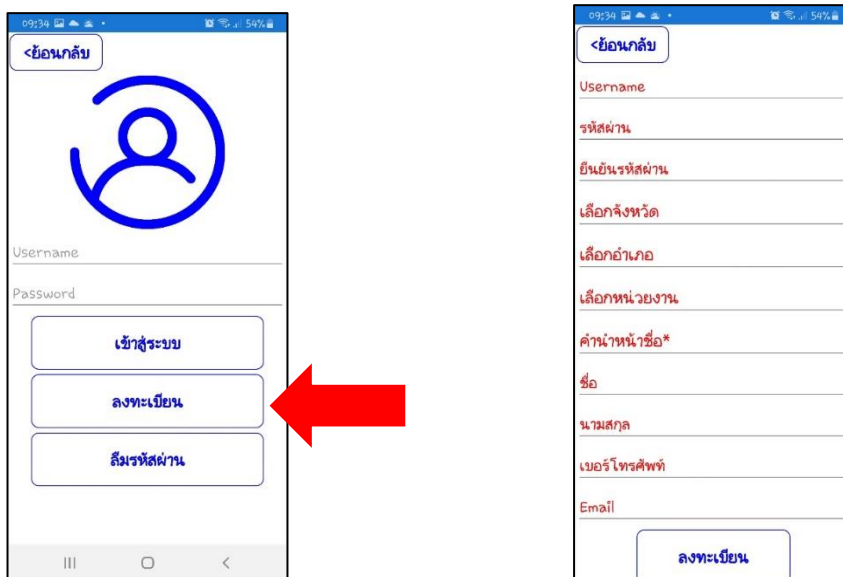 09:34
54%
<ย้อนกลับ
Username
Password
เข้าสู่ระบบ
ลงทะเบียน
ลืมรหัสผ่าน
09:34
54%
<ย้อนกลับ
Username
รหัสผ่าน
ยืนยันรหัสผ่าน
เลือกจังหวัด
เลือกอำเภอ
เลือกหน่วยงาน
คำนำหน้าชื่อ*
ชื่อ
นามสกุล
เบอร์โทรศัพท์
Email
ลงทะเบียน